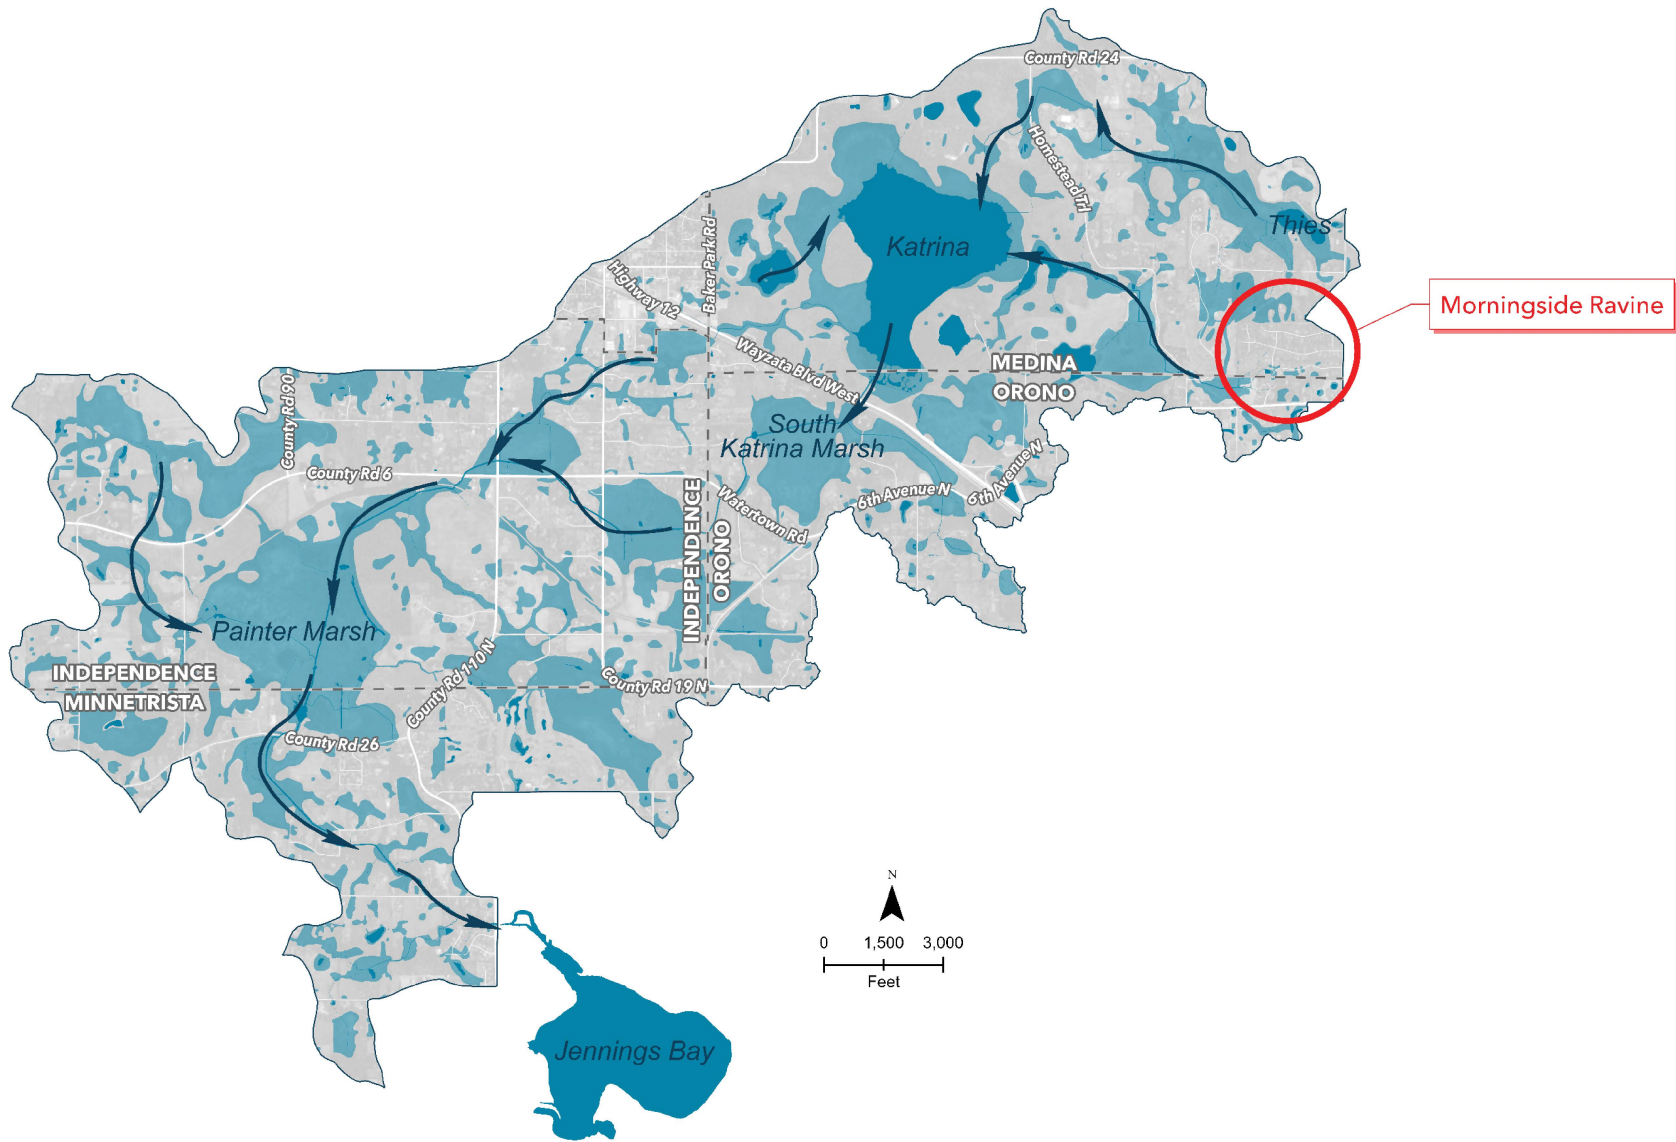 County Rd 24
Homestead Trl
Thies
Katrina
Baker Park Rd
Highway 12
Morningside Ravine
Wayzata Blvd West
MEDINA
ORONO
County Rd 90
South
Katrina Marsh
County Rd 6
6th Avenue N
6th Avenue N
Watertown Rd
INDEPENDENCE
ORONO
Painter Marsh
INDEPENDENCE
MINNETRISTA
County Rd 110 N
County Rd 19 N
County Rd 26
N
0 1,500 3,000
Feet
Jennings Bay